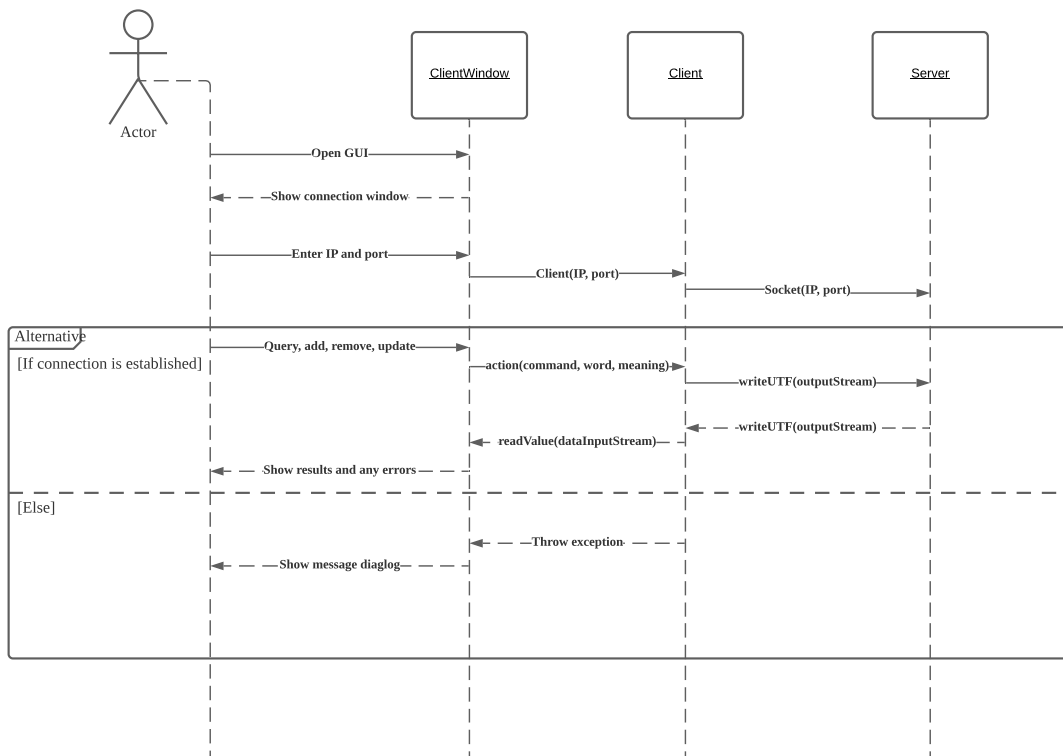 ClientWindow
Client
Server
Actor
Open GUI
Show connection window
Enter IP and port
Client(IP, port)
Socket(IP, port)
Alternative
Query, add, remove, update
[If connection is established]
action(command, word, meaning)
writeUTF(outputStream)
writeUTF(outputStream)
readValue(dataInputStream)
Show results and any errors
[Else]
Throw exception
Show message diaglog